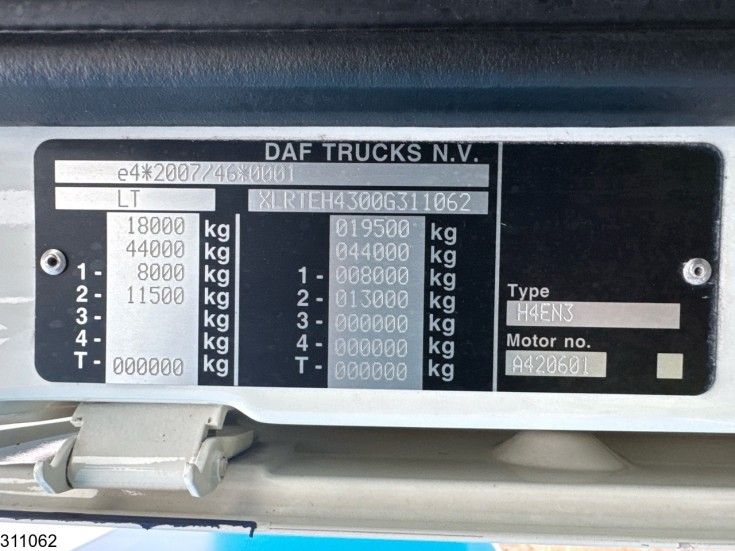 DAF TRUCKS N.V.
e4*2007/46*0001
LT XLRTEH4300G311062
18000 kg 019500 kg
44000 kg 044000 kg
1- 8000 kg 1- 008000 kg
2- 11500 kg 2- 013000 kg
3- kg 3- 000000 kg
4- kg 4- 000000 kg
T- 000000 kg T- 000000 kg
Type
H4EN3
Motor no.
A420601
311062